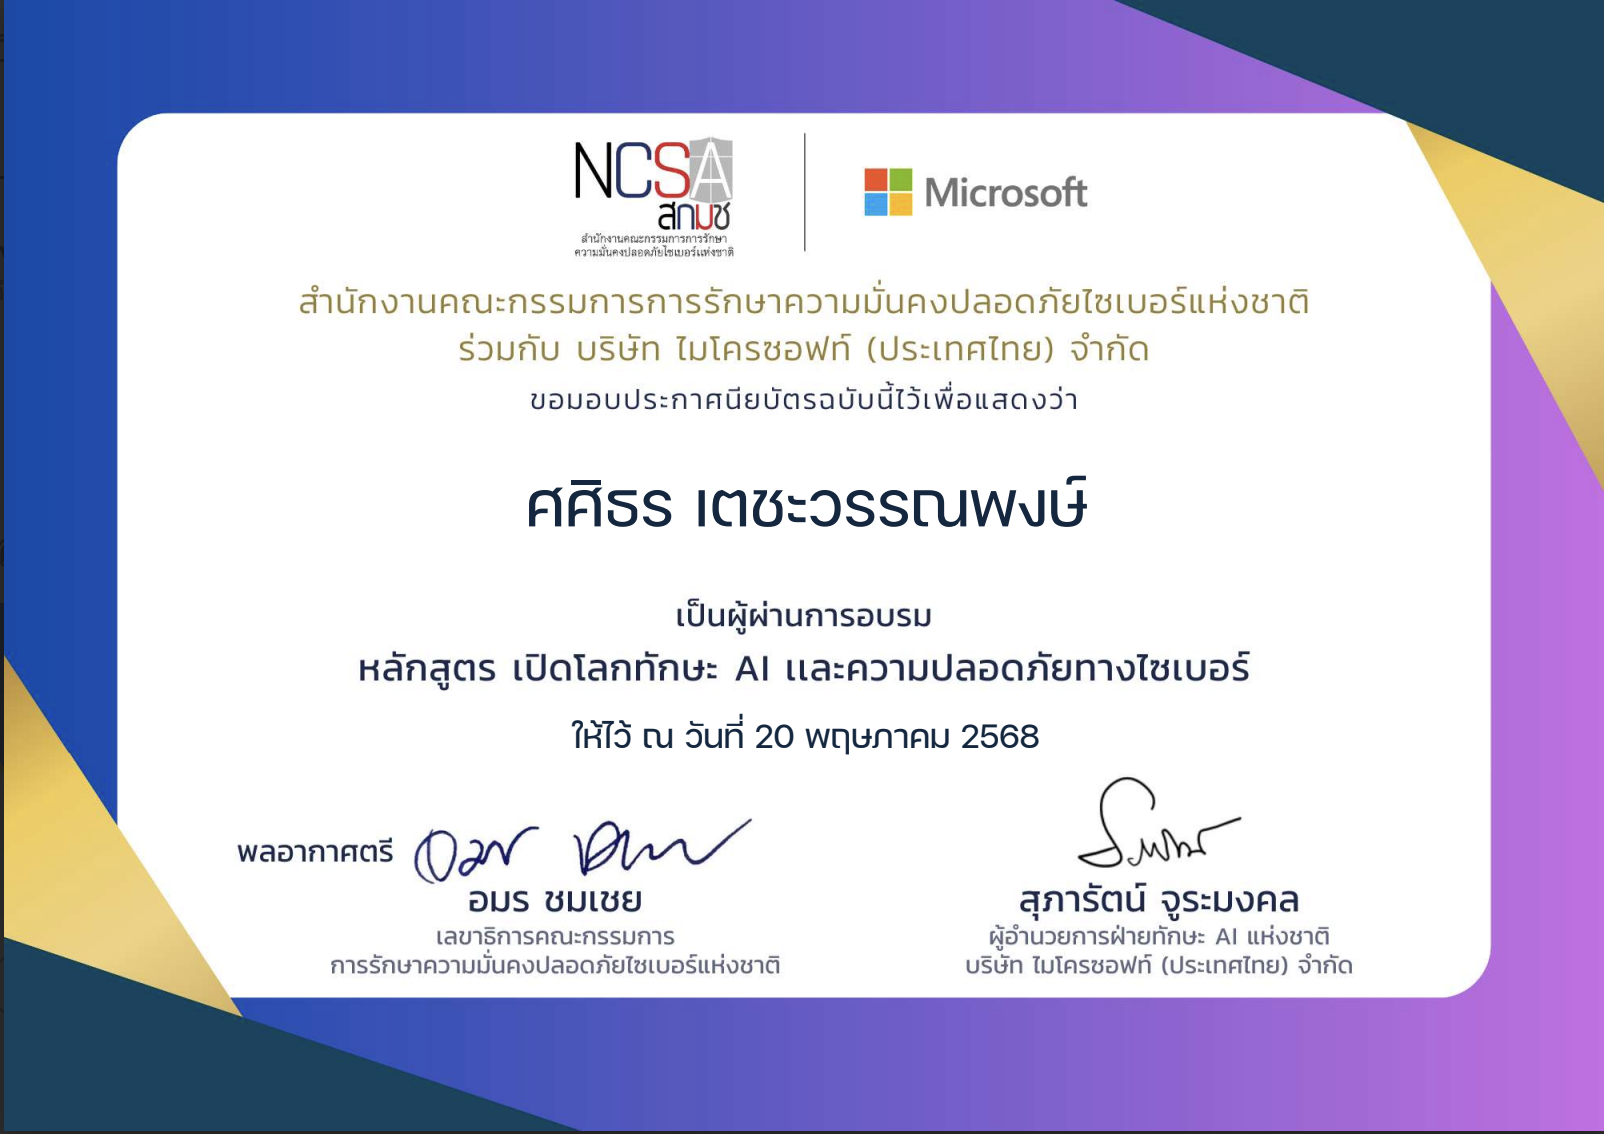 NCSA
สกมช
สำนักงานคณะกรรมการการรักษา
ความมั่นคงปลอดภัยไซเบอร์แห่งชาติ
Microsoft
สำนักงานคณะกรรมการการรักษาความมั่นคงปลอดภัยไซเบอร์แห่งชาติ
ร่วมกับ บริษัท ไมโครซอฟท์ (ประเทศไทย) จำกัด
ขอมอบประกาศนียบัตรฉบับนี้ไว้เพื่อแสดงว่า
ศศิธร เตชะวรรณพงษ์
เป็นผู้ผ่านการอบรม
หลักสูตร เปิดโลกทักษะ AI และความปลอดภัยทางไซเบอร์
ให้ไว้ ณ วันที่ 20 พฤษภาคม 2568
พลอากาศตรี
อมร ชมเชย
เลขาธิการคณะกรรมการ
การรักษาความมั่นคงปลอดภัยไซเบอร์แห่งชาติ
สุภารัตน์ จูระมงคล
ผู้อำนวยการฝ่ายทักษะ AI แห่งชาติ
บริษัท ไมโครซอฟท์ (ประเทศไทย) จำกัด